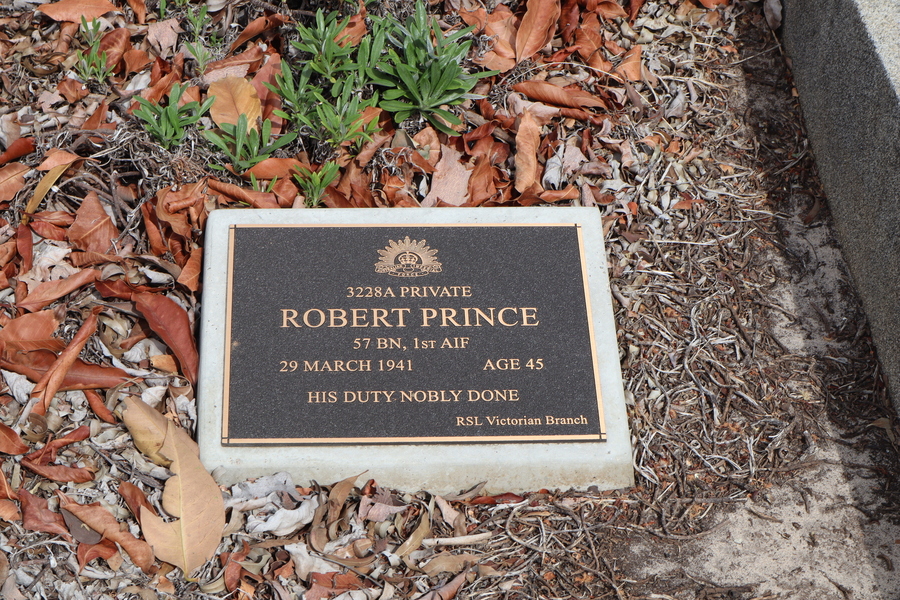 3228A PRIVATE
ROBERT PRINCE
57 BN, 1ST AIF
29 MARCH 1941 AGE 45
HIS DUTY NOBLY DONE
RSL Victorian Branch